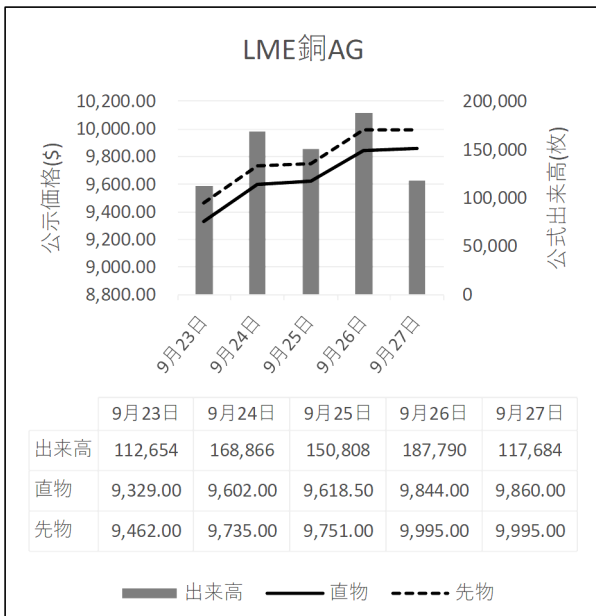 LME銅AG
公示価格($)
10,200.00
10,000.00
9,800.00
9,600.00
9,400.00
9,200.00
9,000.00
8,800.00
200,000
150,000
100,000
50,000
0
公式出来高(枚)
9月23日
9月24日
9月25日
9月26日
9月27日
9月23日 9月24日 9月25日 9月26日 9月27日
出来高 112,654 168,866 150,808 187,790 117,684
直物 9,329.00 9,602.00 9,618.50 9,844.00 9,860.00
先物 9,462.00 9,735.00 9,751.00 9,995.00 9,995.00
出来高 直物 先物